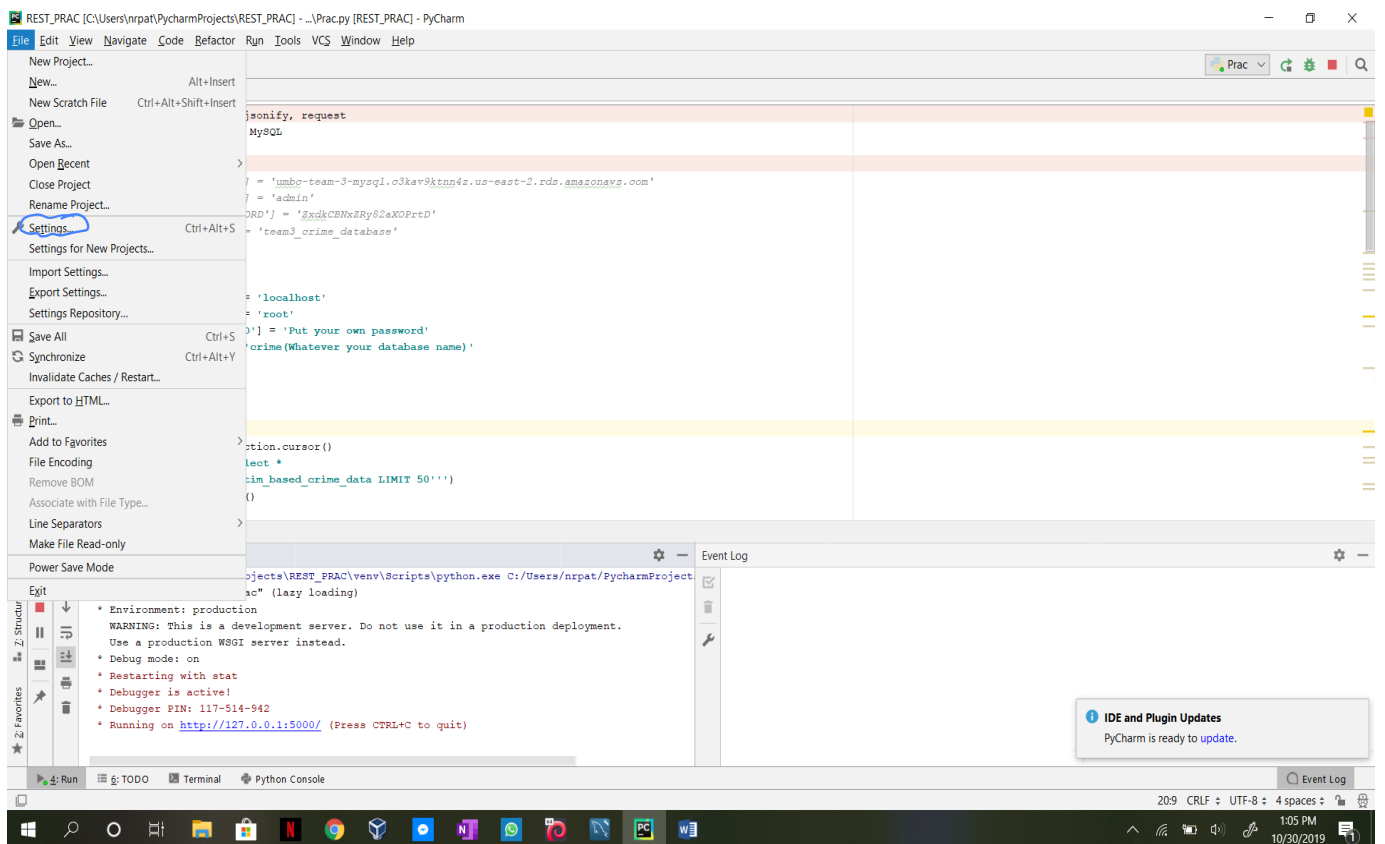 REST_PRAC [C:\Users\nrpat\PycharmProjects\REST_PRAC] - ...\Prac.py [REST_PRAC] - PyCharm
File Edit View Navigate Code Refactor Run Tools VCS Window Help
New Project...
New... Alt+Insert
New Scratch File Ctrl+Alt+Shift+Insert
Open...
Save As...
Open Recent
Close Project
Rename Project...
Settings... Ctrl+Alt+S
Settings for New Projects...
Import Settings...
Export Settings...
Settings Repository...
Save All Ctrl+S
Synchronize Ctrl+Alt+Y
Invalidate Caches / Restart...
Export to HTML...
Print...
Add to Favorites
File Encoding
Remove BOM
Associate with File Type...
Line Separators
Make File Read-only
Power Save Mode
Exit
Prac
jsonify, request
MySQL
] = 'umbc-team-3-mysql.c3kav9ktnn4z.us-east-2.rds.amazonaws.com'
] = 'admin'
ORD'] = 'ZxdkCBNxZRy82aXOPrtD'
= 'team3_crime_database'
= 'localhost'
= 'root'
D'] = 'Put your own password'
'crime(Whatever your database name)'
ction.cursor()
lect *
tim_based_crime_data LIMIT 50''')
()
Event Log
ojects\REST_PRAC\venv\Scripts\python.exe C:/Users/nrpat/PycharmProject
ac" (lazy loading)
* Environment: production
WARNING: This is a development server. Do not use it in a production deployment.
Use a production WSGI server instead.
* Debug mode: on
* Restarting with stat
* Debugger is active!
* Debugger PIN: 117-514-942
* Running on http://127.0.0.1:5000/ (Press CTRL+C to quit)
Z: Structur
2: Favorites
IDE and Plugin Updates
PyCharm is ready to update.
4: Run 6: TODO Terminal Python Console Event Log
20:9 CRLF UTF-8 4 spaces
1:05 PM
10/30/2019
1